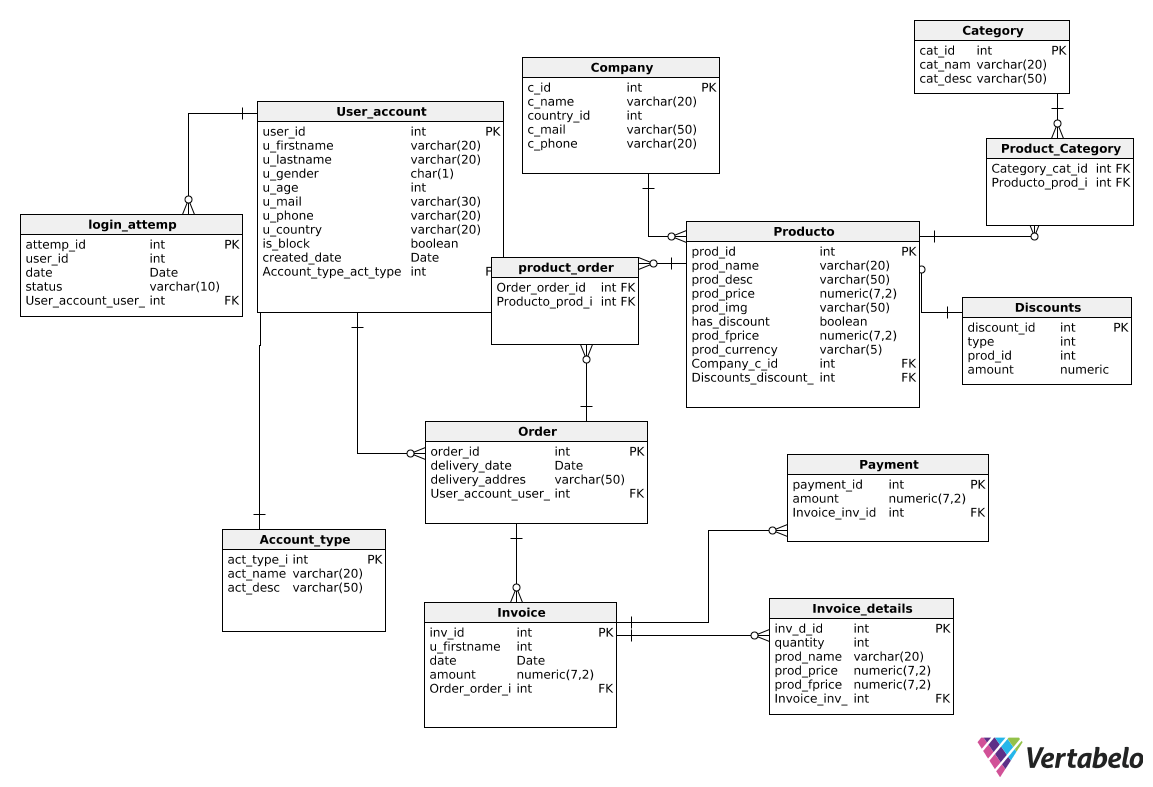 Category
cat_id int PK
cat_nam varchar(20)
cat_desc varchar(50)
Company
c_id int PK
c_name varchar(20)
country_id int
c_mail varchar(50)
c_phone varchar(20)
User_account
user_id int PK
u_firstname varchar(20)
u_lastname varchar(20)
u_gender char(1)
u_age int
u_mail varchar(30)
u_phone varchar(20)
u_country varchar(20)
is_block boolean
created_date Date
Account_type_act_type int F
Product_Category
Category_cat_id int FK
Producto_prod_i int FK
login_attemp
attemp_id int PK
user_id int
date Date
status varchar(10)
User_account_user_ int FK
product_order
Order_order_id int FK
Producto_prod_i int FK
Producto
prod_id int PK
prod_name varchar(20)
prod_desc varchar(50)
prod_price numeric(7,2)
prod_img varchar(50)
has_discount boolean
prod_fprice numeric(7,2)
prod_currency varchar(5)
Company_c_id int FK
Discounts_discount_ int FK
Discounts
discount_id int PK
type int
prod_id int
amount numeric
Order
order_id int PK
delivery_date Date
delivery_addres varchar(50)
User_account_user_ int FK
Payment
payment_id int PK
amount numeric(7,2)
Invoice_inv_id int FK
Account_type
act_type_i int PK
act_name varchar(20)
act_desc varchar(50)
Invoice
inv_id int PK
u_firstname int
date Date
amount numeric(7,2)
Order_order_i int FK
Invoice_details
inv_d_id int PK
quantity int
prod_name varchar(20)
prod_price numeric(7,2)
prod_fprice numeric(7,2)
Invoice_inv_ int FK
Vertabelo